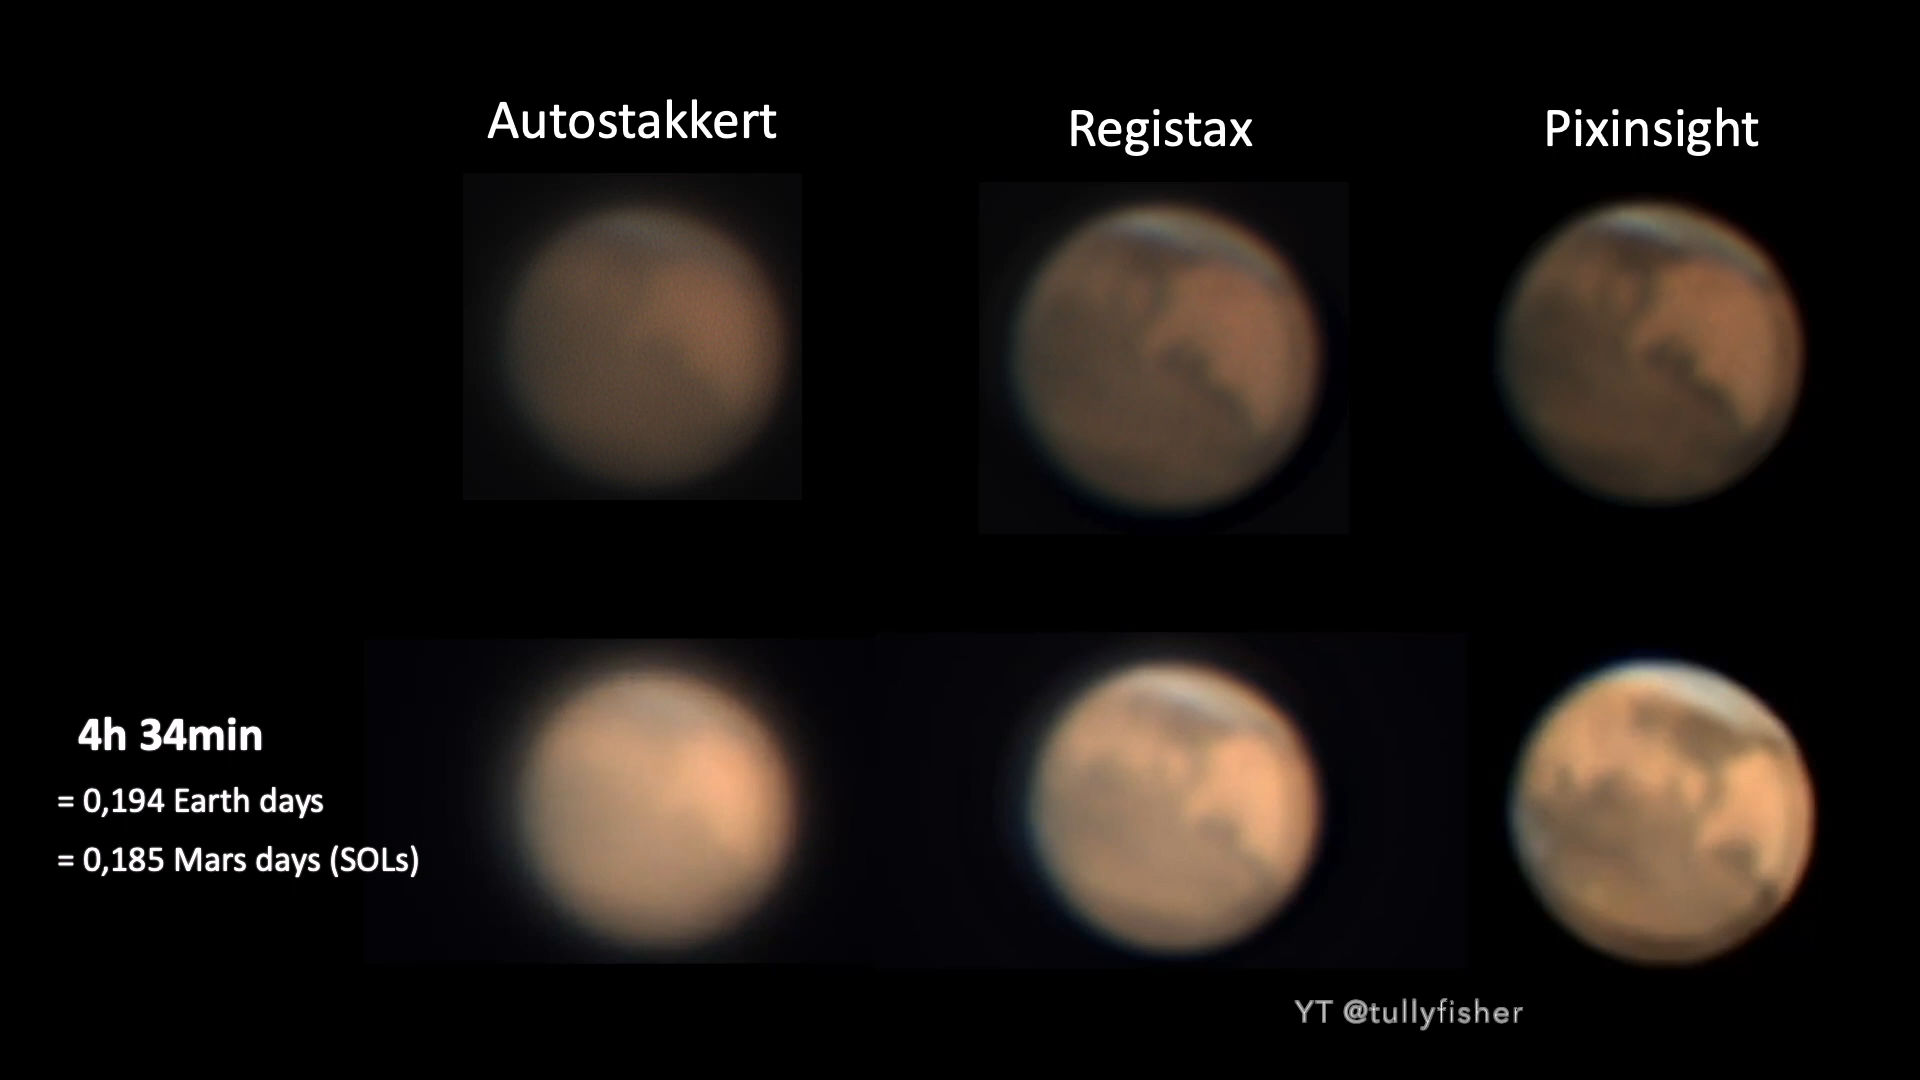 Autostakkert
Registax
Pixinsight
4h 34min
= 0,194 Earth days
= 0,185 Mars days (SOLs)
YT @tullyfisher